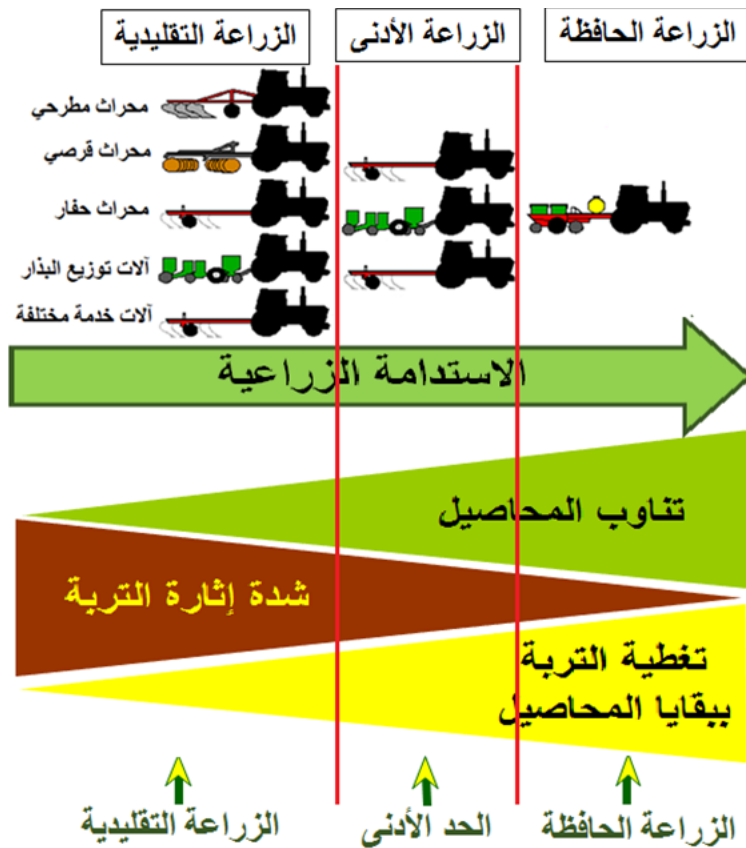 الزراعة الحافظة
الزراعة الأدنى
الزراعة التقليدية
محراث مطرحي
محراث قرصي
محراث حفار
آلات توزيع البذار
آلات خدمة مختلفة
الاستدامة الزراعية
تناوب المحاصيل
شدة إثارة التربة
تغطية التربة
ببقايا المحاصيل
الزراعة الحافظة
الحد الأدنى
الزراعة التقليدية